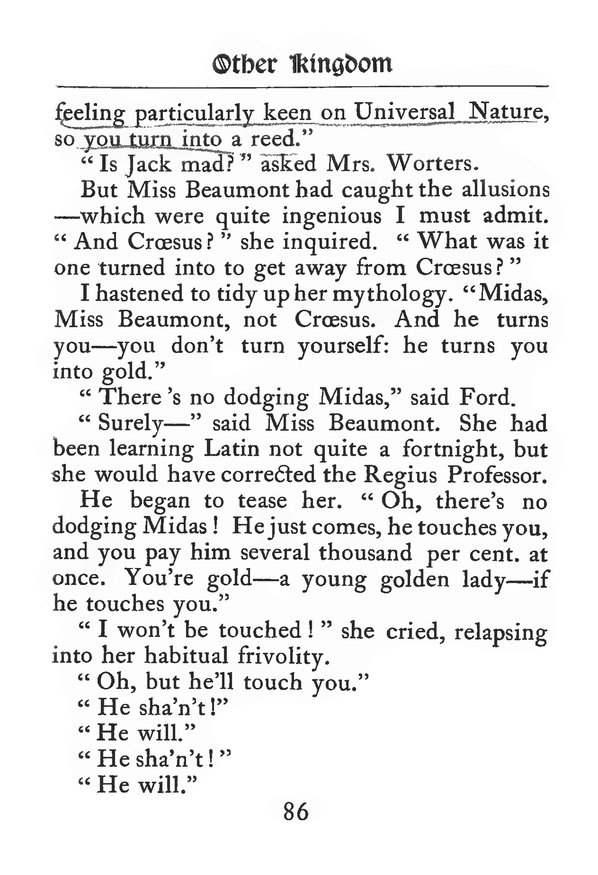 Other Kingdom
feeling particularly keen on Universal Nature,
so you turn into a reed.”
“ Is Jack mad? ” asked Mrs. Worters.
But Miss Beaumont had caught the allusions
—which were quite ingenious I must admit.
“ And Crœsus? ” she inquired. “ What was it
one turned into to get away from Crœsus? ”
I hastened to tidy up her mythology. “Midas,
Miss Beaumont, not Crœsus. And he turns
you—you don’t turn yourself: he turns you
into gold.”
“ There ’s no dodging Midas,” said Ford.
“ Surely—” said Miss Beaumont. She had
been learning Latin not quite a fortnight, but
she would have corrected the Regius Professor.
He began to tease her. “ Oh, there’s no
dodging Midas ! He just comes, he touches you,
and you pay him several thousand per cent. at
once. You’re gold—a young golden lady—if
he touches you.”
“ I won’t be touched ! ” she cried, relapsing
into her habitual frivolity.
“ Oh, but he’ll touch you.”
“ He sha’n’t !”
“ He will.”
“ He sha’n’t ! ”
“ He will.”
86